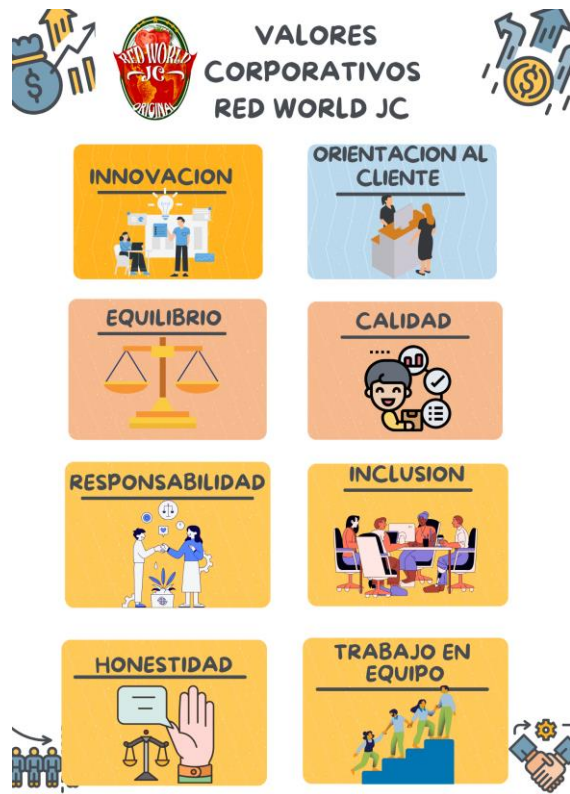 VALORES
CORPORATIVOS
RED WORLD JC
RED WORLD
JC
ORIGINAL
INNOVACION
ORIENTACION AL
CLIENTE
EQUILIBRIO
CALIDAD
RESPONSABILIDAD
INCLUSION
HONESTIDAD
TRABAJO EN
EQUIPO